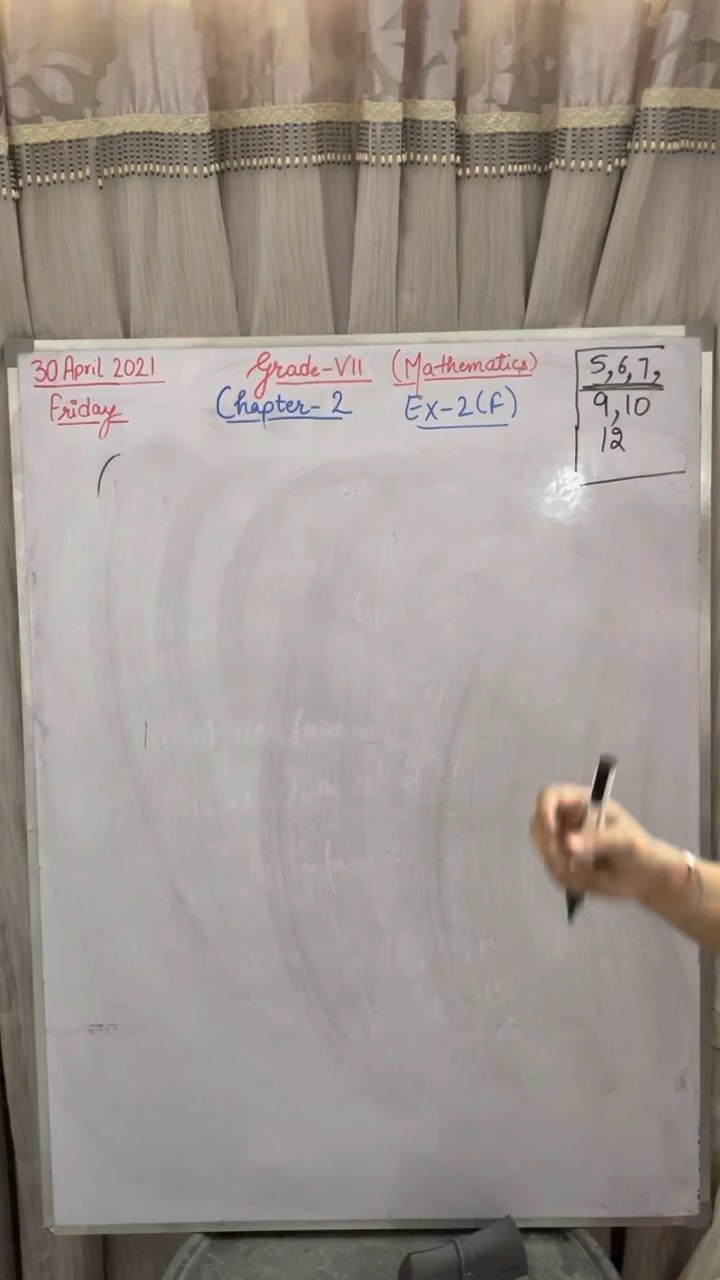 30 April 2021 Grade-VII (Mathematics)
Friday Chapter-2 Ex-2(F)
5,6,7,
9,10
12
(